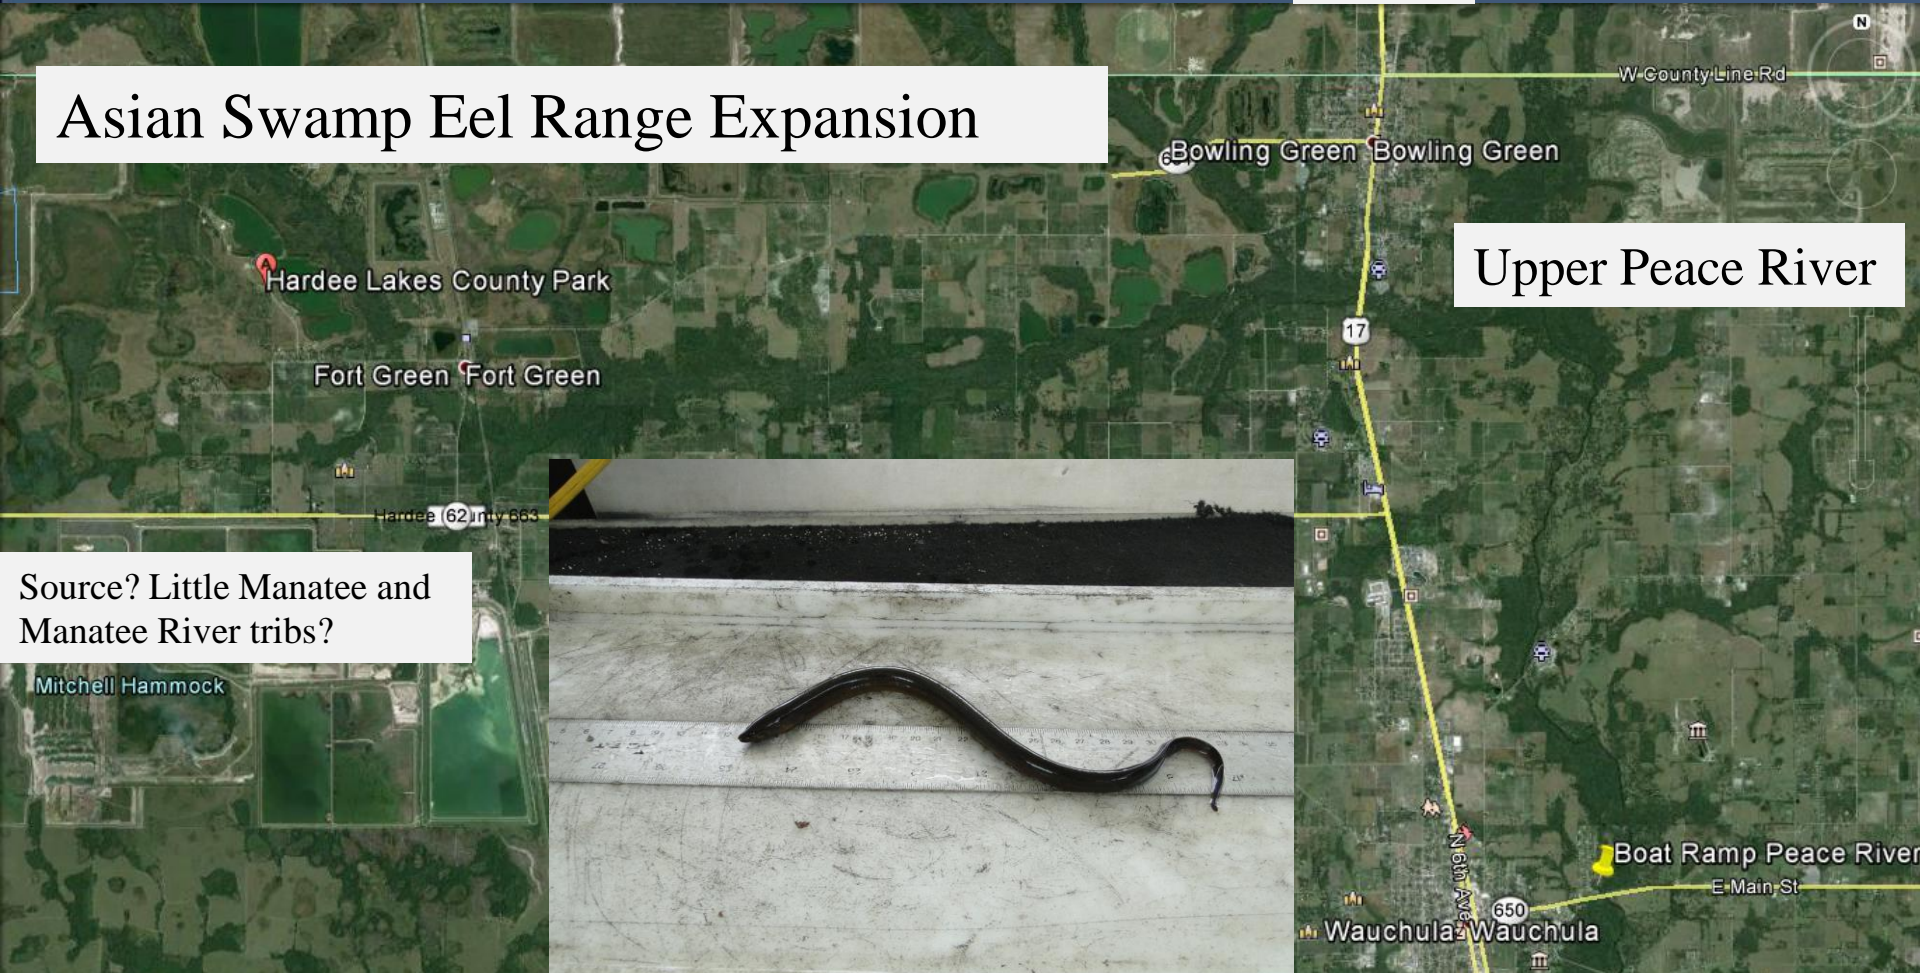 N
W County Line Rd
Asian Swamp Eel Range Expansion
Bowling Green Bowling Green
Upper Peace River
A
Hardee Lakes County Park
17
Fort Green Fort Green
Hardee 62 nty 663
Source? Little Manatee and
Manatee River tribs?
Mitchell Hammock
N 6th Ave
Boat Ramp Peace River
E Main St
650
Wauchula Wauchula